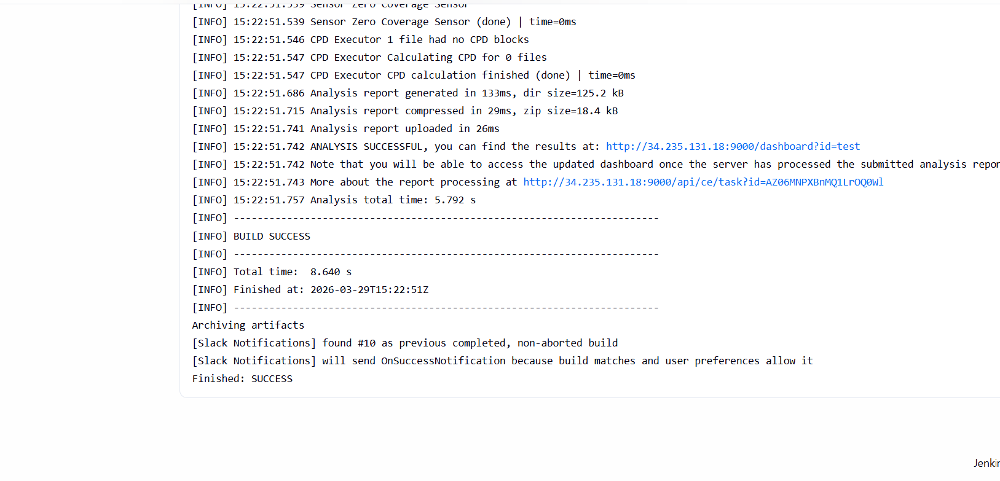 [INFO] 15:22:51.539 Sensor Zero Coverage Sensor
[INFO] 15:22:51.539 Sensor Zero Coverage Sensor (done) | time=0ms
[INFO] 15:22:51.546 CPD Executor 1 file had no CPD blocks
[INFO] 15:22:51.547 CPD Executor Calculating CPD for 0 files
[INFO] 15:22:51.547 CPD Executor CPD calculation finished (done) | time=0ms
[INFO] 15:22:51.686 Analysis report generated in 133ms, dir size=125.2 kB
[INFO] 15:22:51.715 Analysis report compressed in 29ms, zip size=18.4 kB
[INFO] 15:22:51.741 Analysis report uploaded in 26ms
[INFO] 15:22:51.742 ANALYSIS SUCCESSFUL, you can find the results at: http://34.235.131.18:9000/dashboard?id=test
[INFO] 15:22:51.742 Note that you will be able to access the updated dashboard once the server has processed the submitted analysis repor
[INFO] 15:22:51.743 More about the report processing at http://34.235.131.18:9000/api/ce/task?id=AZ06MNPXBnMQ1LrOQ0Wl
[INFO] 15:22:51.757 Analysis total time: 5.792 s
[INFO] ------------------------------------------------------------------------
[INFO] BUILD SUCCESS
[INFO] ------------------------------------------------------------------------
[INFO] Total time:  8.640 s
[INFO] Finished at: 2026-03-29T15:22:51Z
[INFO] ------------------------------------------------------------------------
Archiving artifacts
[Slack Notifications] found #10 as previous completed, non-aborted build
[Slack Notifications] will send OnSuccessNotification because build matches and user preferences allow it
Finished: SUCCESS
Jenkin